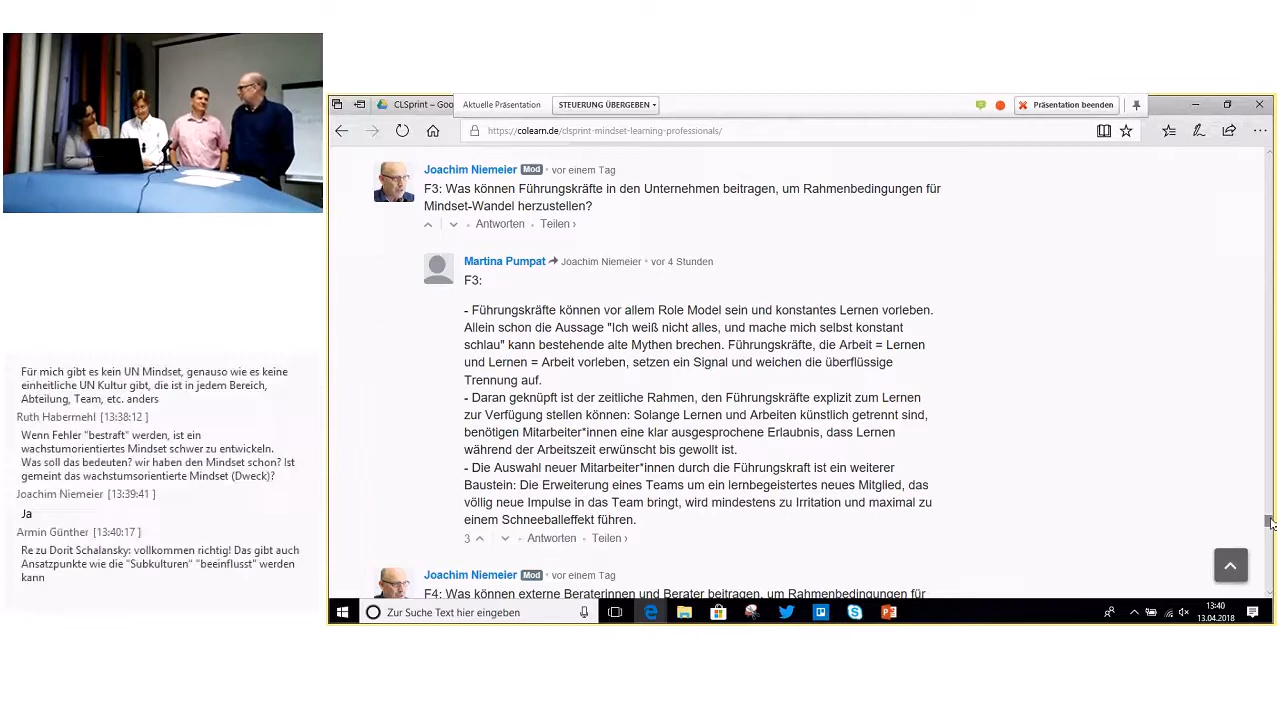 Für mich gibt es kein UN Mindset, genauso wie es keine
einheitliche UN Kultur gibt, die ist in jedem Bereich,
Abteilung, Team, etc. anders
Ruth Habermehl [13:38:12 ]
Wenn Fehler "bestraft" werden, ist ein
wachstumorientiertes Mindset schwer zu entwickeln.
Was soll das bedeuten? wir haben den Mindset schon? Ist
gemeint das wachstumsorientierte Mindset (Dweck)?
Joachim Niemeier [13:39:41 ]
Ja
Armin Günther [13:40:17 ]
Re zu Dorit Schalansky: vollkommen richtig! Das gibt auch
Ansatzpunkte wie die "Subkulturen" "beeinflusst" werden
kann
CLSprint – Goo
Aktuelle Präsentation
STEUERUNG ÜBERGEBEN
Präsentation beenden
https://colearn.de/clsprint-mindset-learning-professionals/
Joachim Niemeier Mod • vor einem Tag
F3: Was können Führungskräfte in den Unternehmen beitragen, um Rahmenbedingungen für
Mindset-Wandel herzustellen?
• Antworten • Teilen ›
Martina Pumpat Joachim Niemeier • vor 4 Stunden
F3:
- Führungskräfte können vor allem Role Model sein und konstantes Lernen vorleben.
Allein schon die Aussage "Ich weiß nicht alles, und mache mich selbst konstant
schlau" kann bestehende alte Mythen brechen. Führungskräfte, die Arbeit = Lernen
und Lernen = Arbeit vorleben, setzen ein Signal und weichen die überflüssige
Trennung auf.
- Daran geknüpft ist der zeitliche Rahmen, den Führungskräfte explizit zum Lernen
zur Verfügung stellen können: Solange Lernen und Arbeiten künstlich getrennt sind,
benötigen Mitarbeiter*innen eine klar ausgesprochene Erlaubnis, dass Lernen
während der Arbeitszeit erwünscht bis gewollt ist.
- Die Auswahl neuer Mitarbeiter*innen durch die Führungskraft ist ein weiterer
Baustein: Die Erweiterung eines Teams um ein lernbegeistertes neues Mitglied, das
völlig neue Impulse in das Team bringt, wird mindestens zu Irritation und maximal zu
einem Schneeballeffekt führen.
3 • Antworten • Teilen ›
Joachim Niemeier Mod • vor einem Tag
F4: Was können externe Beraterinnen und Berater beitragen, um Rahmenbedingungen für
Zur Suche Text hier eingeben
13:40
13.04.2018